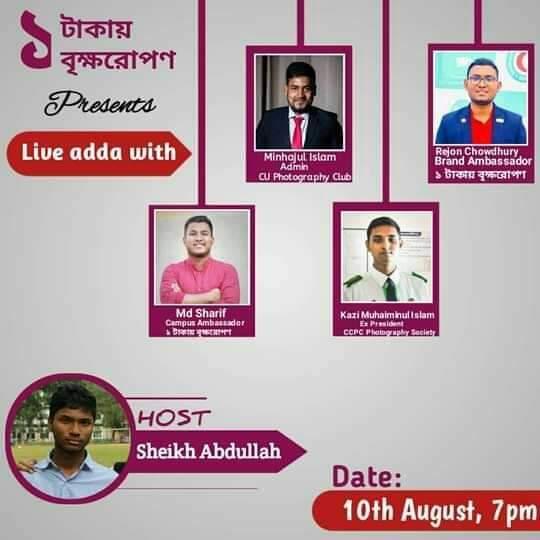 ১ টাকায়
বৃক্ষরোপণ
Presents
Live adda with
Minhajul Islam
Admin
CU Photography Club
Rejon Chowdhury
Brand Ambassador
১ টাকায় বৃক্ষরোপণ
Md Sharif
Campus Ambassador
১ টাকায় বৃক্ষরোপণ
Kazi Muhaiminul Islam
Ex President
CCPC Photography Society
HOST
Sheikh Abdullah
Date:
10th August, 7pm